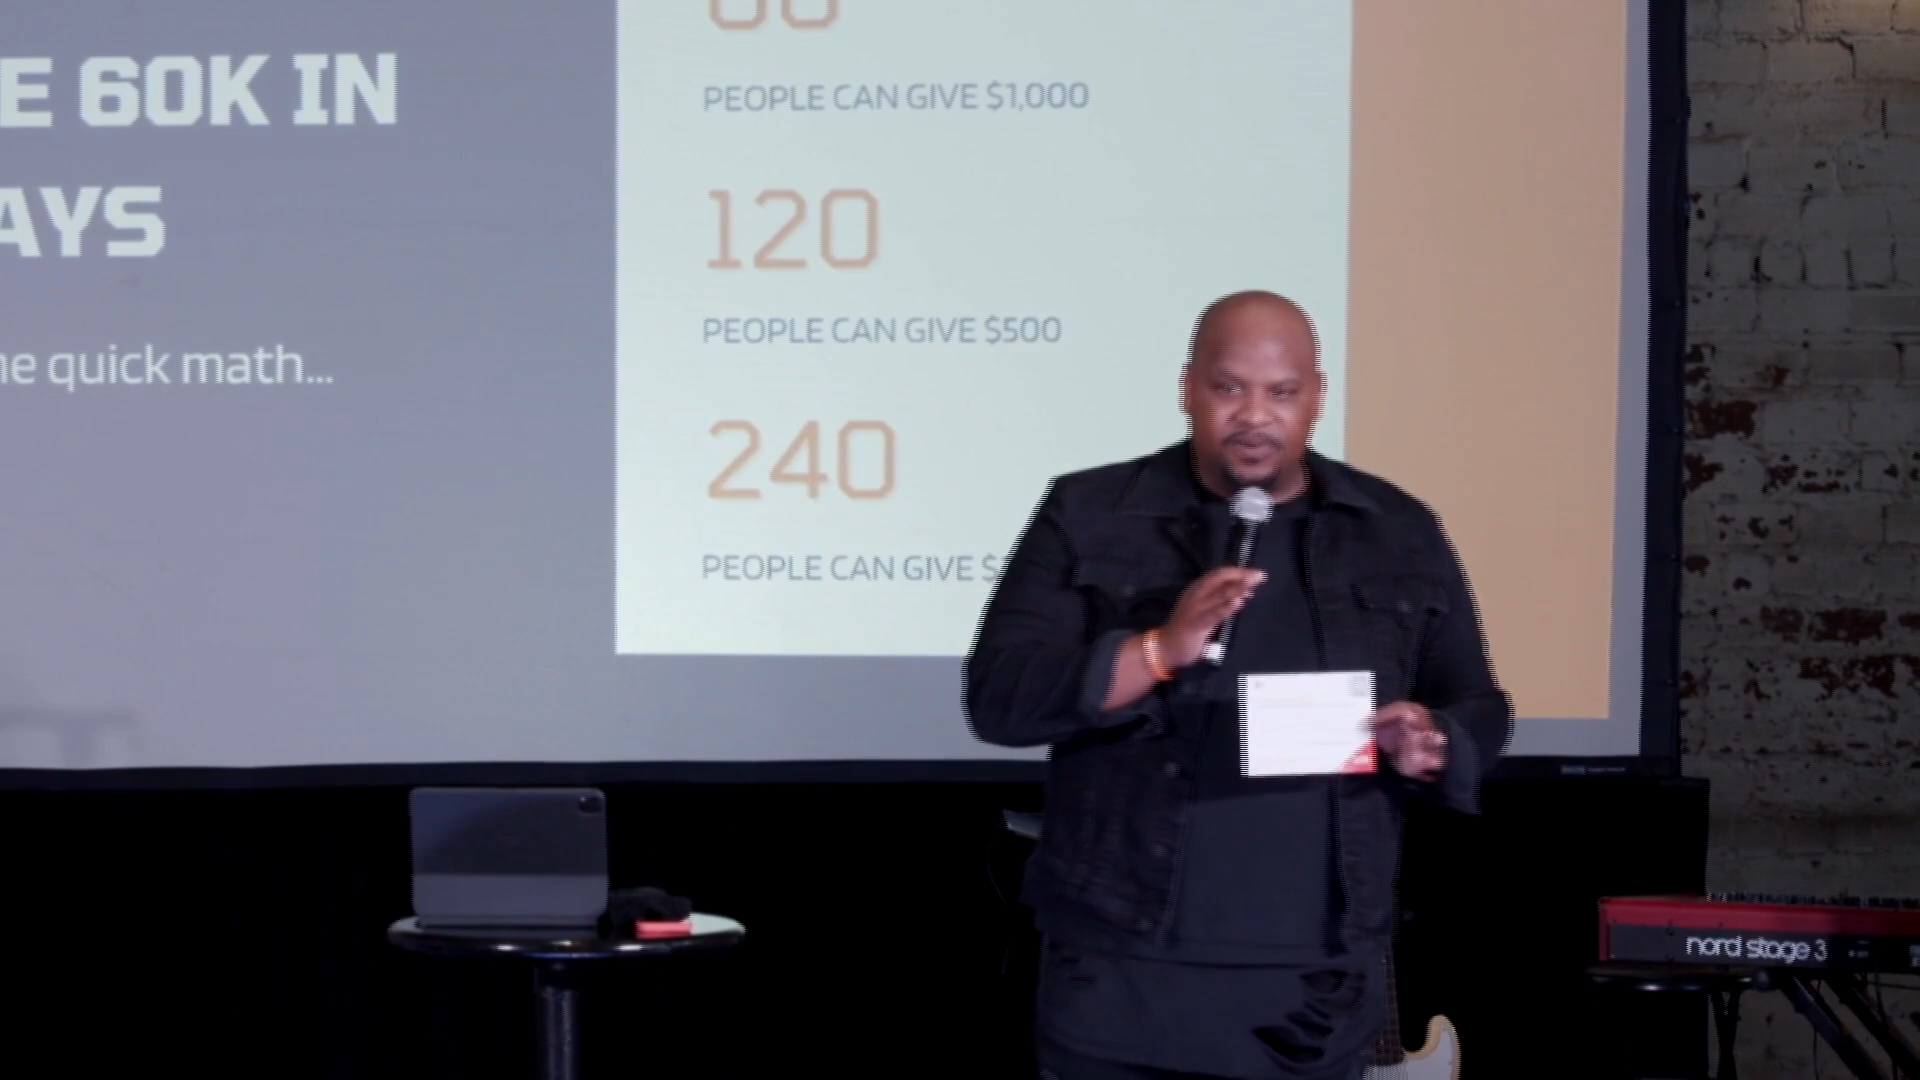 E 60K IN
AYS
ne quick math...
60
PEOPLE CAN GIVE $1,000
120
PEOPLE CAN GIVE $500
240
PEOPLE CAN GIVE $
nord stage 3